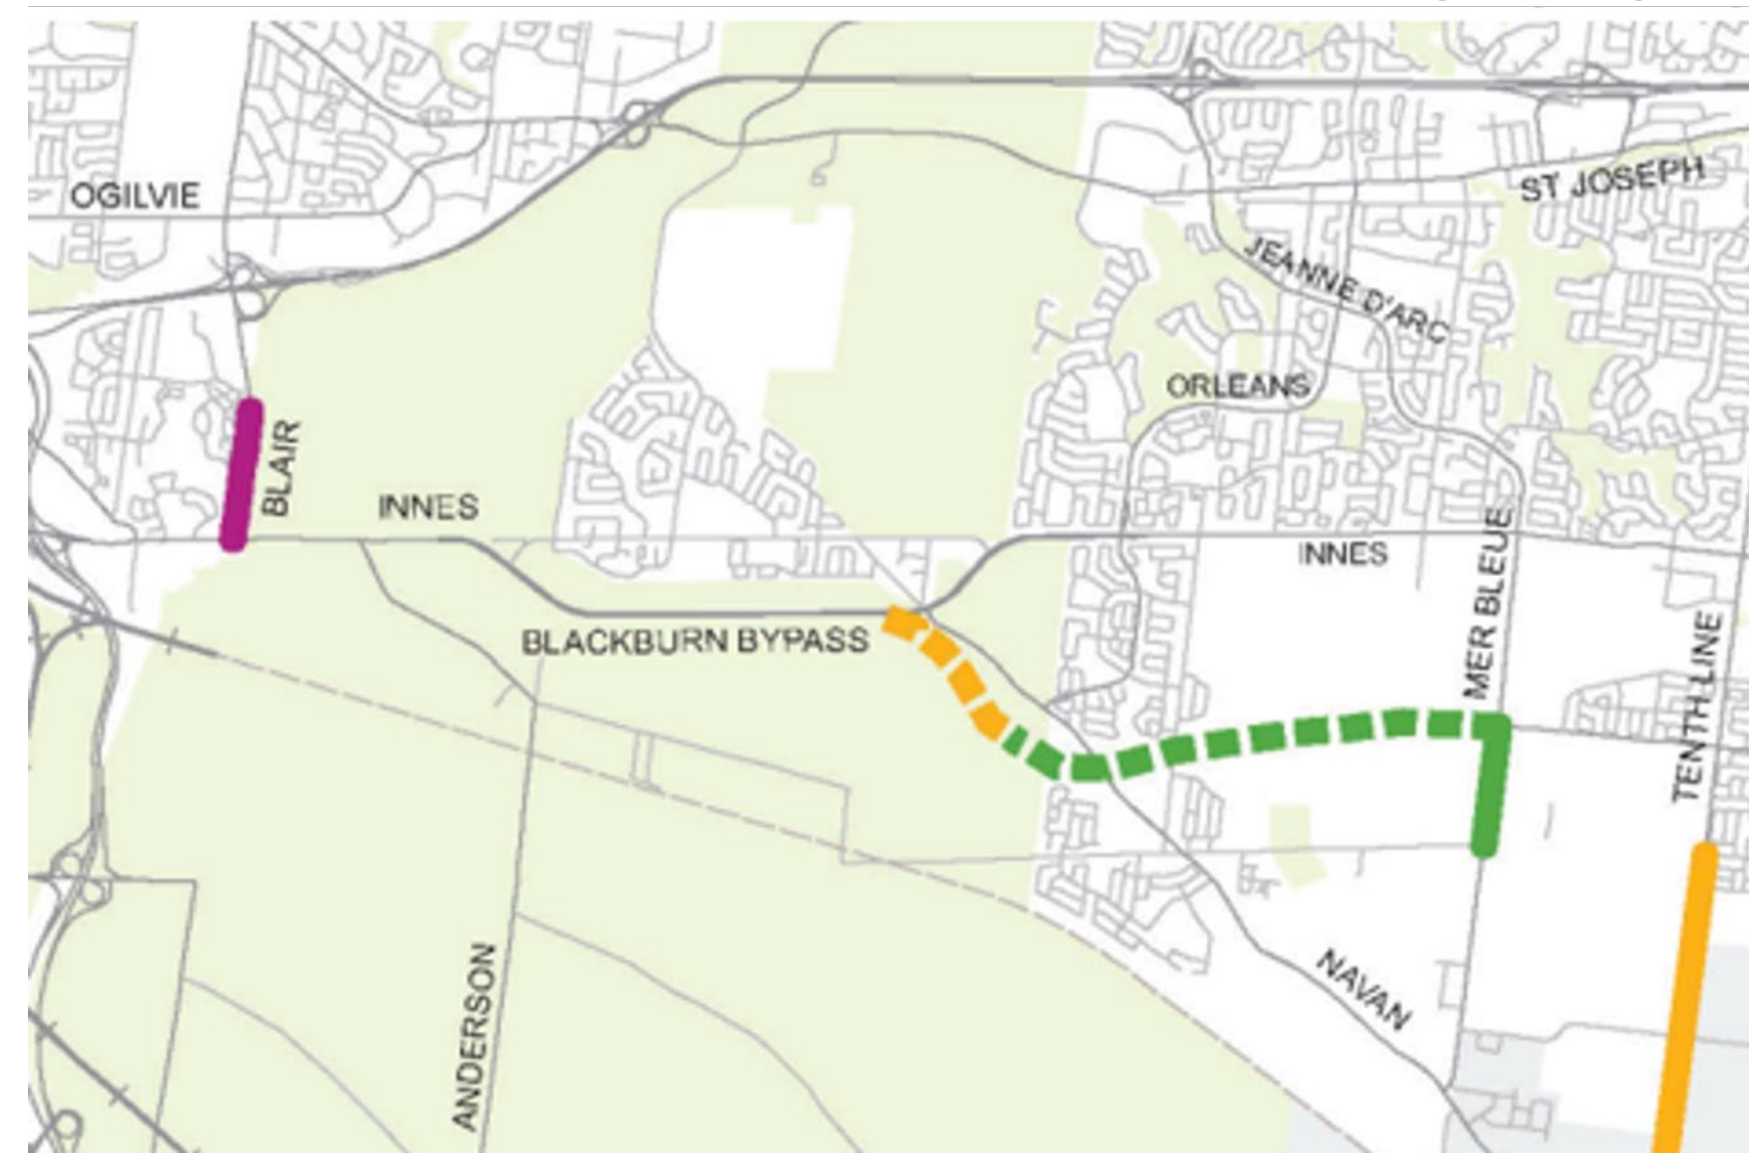 OGILVIE
ST JOSEPH
JEANNE D'ARC
ORLEANS
BLAIR
INNES
INNES
MER BLEUE
BLACKBURN BYPASS
TENTH LINE
NAVAN
ANDERSON